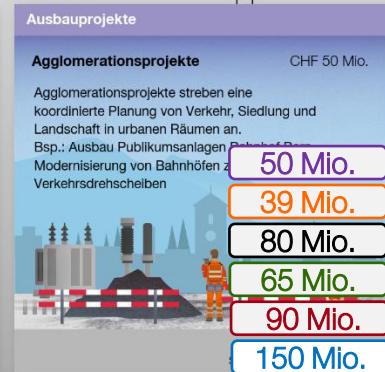 Ausbauprojekte
Agglomerationsprojekte CHF 50 Mio.
Agglomerationsprojekte streben eine
koordinierte Planung von Verkehr, Siedlung und
Landschaft in urbanen Räumen an.
Bsp.: Ausbau Publikumsanlagen Bahnhof Bern
Modernisierung von Bahnhöfen
Verkehrsdrehscheiben
50 Mio.
39 Mio.
80 Mio.
65 Mio.
90 Mio.
150 Mio.